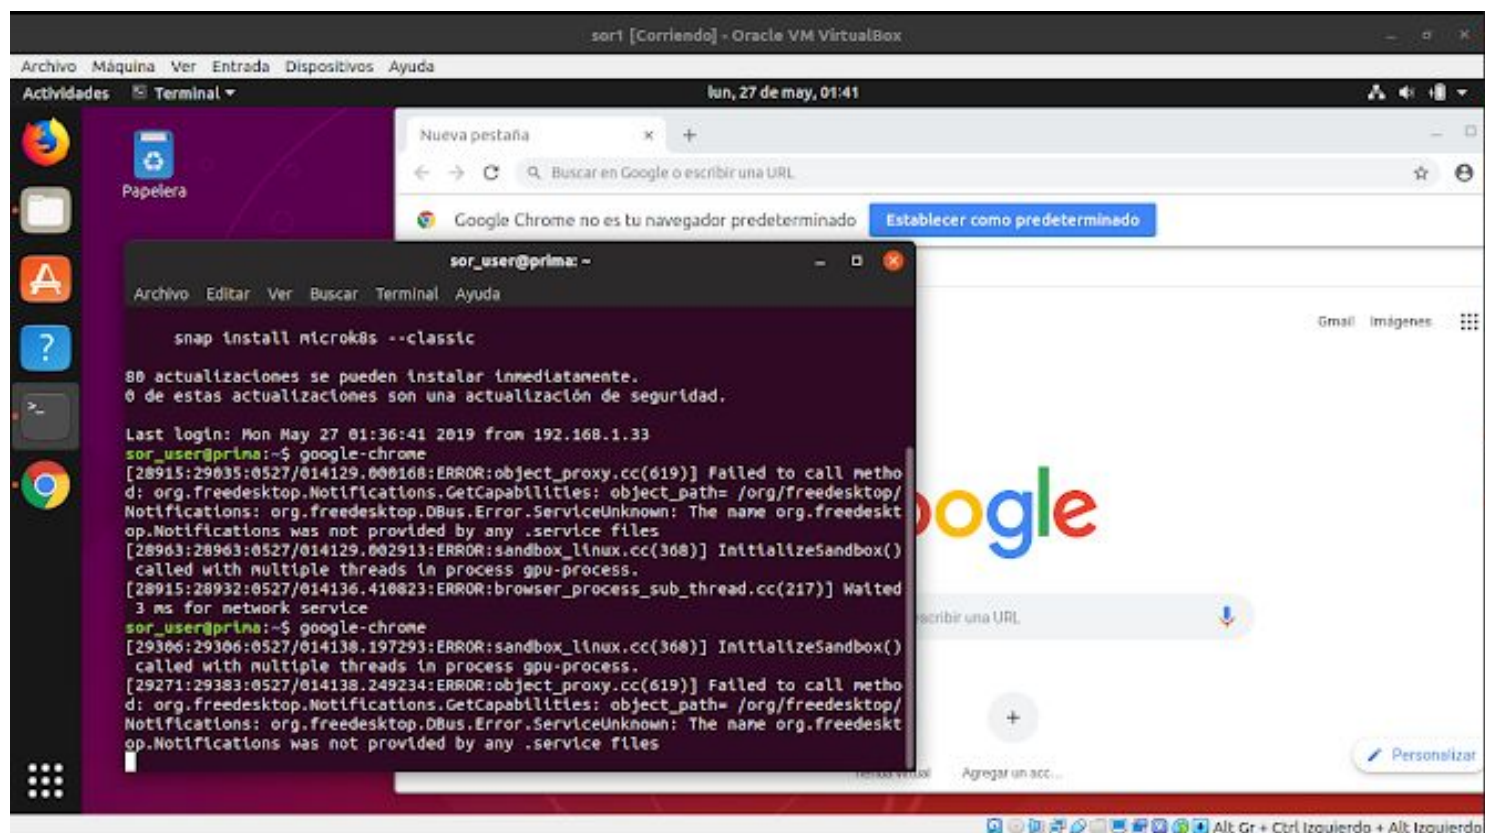 sor1 [Corriendo] - Oracle VM VirtualBox
Archivo Máquina Ver Entrada Dispositivos Ayuda
Actividades Terminal lun, 27 de may, 01:41
Nueva pestaña
Buscar en Google o escribir una URL
Papelera
Google Chrome no es tu navegador predeterminado Establecer como predeterminado
sor_user@prima: ~
Archivo Editar Ver Buscar Terminal Ayuda
Gmail Imágenes
snap install microk8s --classic
80 actualizaciones se pueden instalar inmediatamente.
0 de estas actualizaciones son una actualización de seguridad.
Last login: Mon May 27 01:36:41 2019 from 192.168.1.33
sor_user@prima:~$ google-chrome
[28915:29035:0527/014129.000168:ERROR:object_proxy.cc(619)] Failed to call metho
d: org.freedesktop.Notifications.GetCapabilities: object_path= /org/freedesktop/
Notifications: org.freedesktop.DBus.Error.ServiceUnknown: The name org.freedeskt
op.Notifications was not provided by any .service files
[28963:28963:0527/014129.002913:ERROR:sandbox_linux.cc(368)] InitializeSandbox()
called with multiple threads in process gpu-process.
[28915:28932:0527/014136.410823:ERROR:browser_process_sub_thread.cc(217)] Waited
3 ms for network service
sor_user@prima:~$ google-chrome
[29306:29306:0527/014138.197293:ERROR:sandbox_linux.cc(368)] InitializeSandbox()
called with multiple threads in process gpu-process.
[29271:29383:0527/014138.249234:ERROR:object_proxy.cc(619)] Failed to call metho
d: org.freedesktop.Notifications.GetCapabilities: object_path= /org/freedesktop/
Notifications: org.freedesktop.DBus.Error.ServiceUnknown: The name org.freedeskt
op.Notifications was not provided by any .service files
ogle
scribir una URL
Virtual Agregar un acc...
Personalizar
Alt Gr + Ctrl Izquierdo + Alt Izquierdo